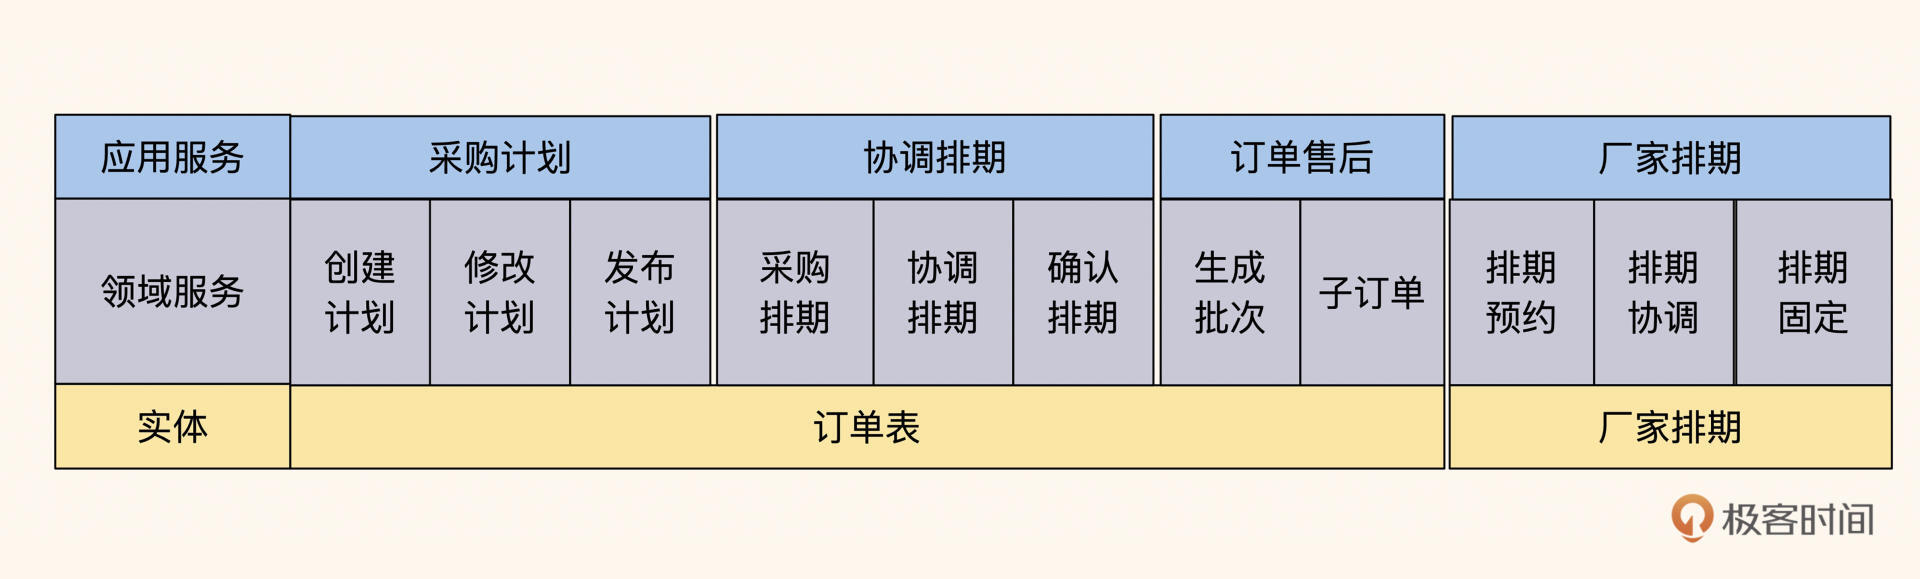 应用服务
采购计划
协调排期
订单售后
厂家排期
领域服务
创建
计划
修改
计划
发布
计划
采购
排期
协调
排期
确认
排期
生成
批次
子订单
排期
预约
排期
协调
排期
固定
实体
订单表
厂家排期
极客时间